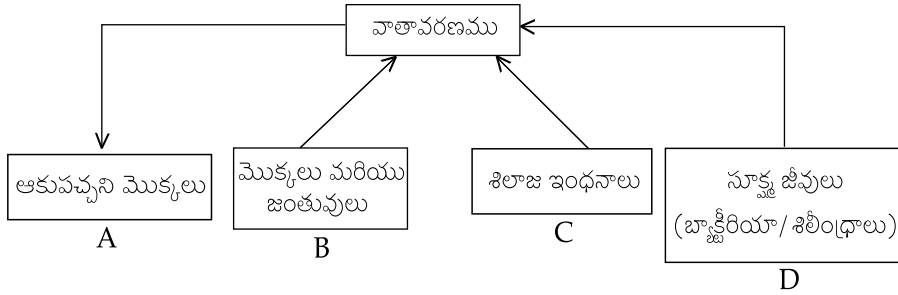 వాతావరణము
ఆకుపచ్చని మొక్కలు
A
మొక్కలు మరియు
జంతువులు
B
శిలాజ ఇంధనాలు
C
సూక్ష్మ జీవులు
(బ్యాక్టీరియా/శిలీంధ్రాలు)
D